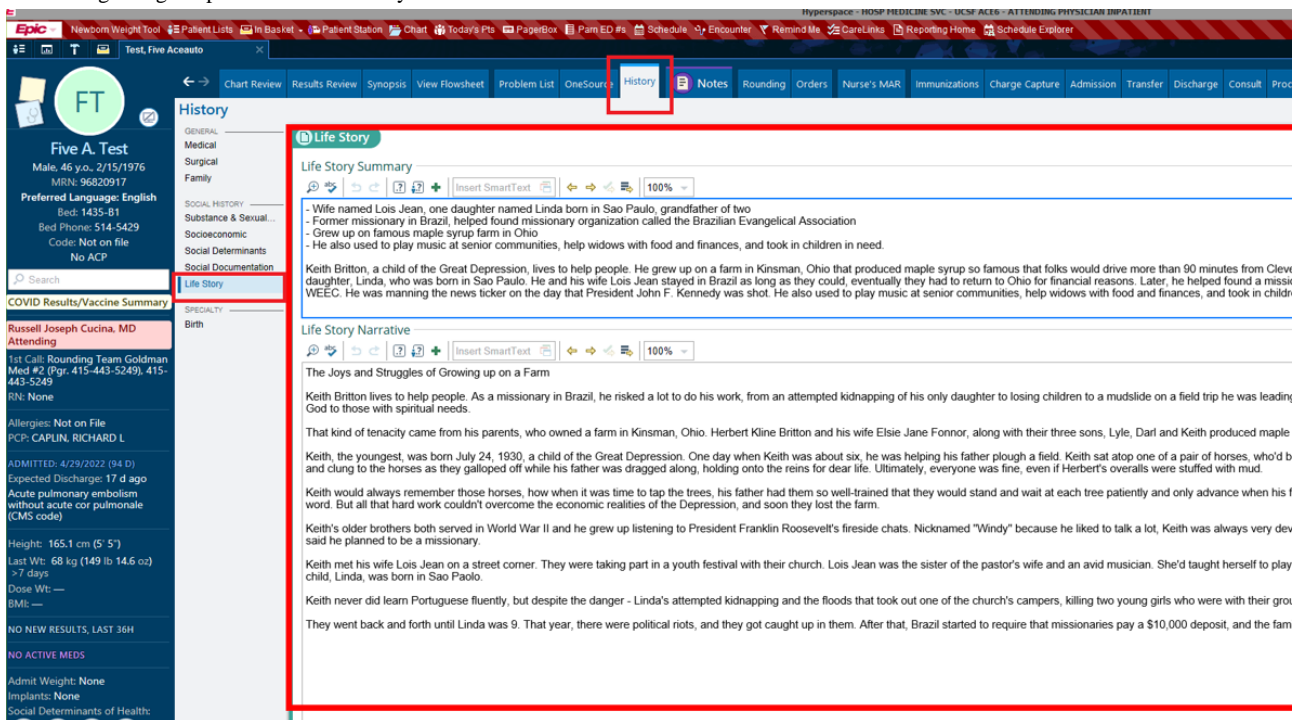 Hyperspace - HOSP MEDICINE SVC - UCSF ACE6 - ATTENDING PHYSICIAN INPATIENT
Epic Newborn Weight Tool Patient Lists In Basket Patient Station Chart Today's Pts PagerBox Parn ED #s Schedule Encounter Remind Me CareLinks Reporting Home Schedule Explorer
Test, Five Aceauto
Chart Review Results Review Synopsis View Flowsheet Problem List OneSource History Notes Rounding Orders Nurse's MAR Immunizations Charge Capture Admission Transfer Discharge Consult Proc
FT
Five A. Test
Male, 46 y.o., 2/15/1976
MRN: 96820917
Preferred Language: English
Bed: 1435-B1
Bed Phone: 514-5429
Code: Not on file
No ACP
Search
COVID Results/Vaccine Summary
Russell Joseph Cucina, MD
Attending
1st Call: Rounding Team Goldman
Med #2 (Pgr. 415-443-5249), 415-
443-5249
RN: None
Allergies: Not on File
PCP: CAPLIN, RICHARD L
ADMITTED: 4/29/2022 (94 D)
Expected Discharge: 17 d ago
Acute pulmonary embolism
without acute cor pulmonale
(CMS code)
Height: 165.1 cm (5' 5")
Last Wt: 68 kg (149 lb 14.6 oz)
>7 days
Dose Wt: —
BMI: —
NO NEW RESULTS, LAST 36H
NO ACTIVE MEDS
Admit Weight: None
Implants: None
Social Determinants of Health:
History
GENERAL
Medical
Surgical
Family
SOCIAL HISTORY
Substance & Sexual...
Socioeconomic
Social Determinants
Social Documentation
Life Story
SPECIALTY
Birth
Life Story
Life Story Summary
Insert SmartText 100%
- Wife named Lois Jean, one daughter named Linda born in Sao Paulo, grandfather of two
- Former missionary in Brazil, helped found missionary organization called the Brazilian Evangelical Association
- Grew up on famous maple syrup farm in Ohio
- He also used to play music at senior communities, help widows with food and finances, and took in children in need.
Keith Britton, a child of the Great Depression, lives to help people. He grew up on a farm in Kinsman, Ohio that produced maple syrup so famous that folks would drive more than 90 minutes from Cleve
daughter, Linda, who was born in Sao Paulo. He and his wife Lois Jean stayed in Brazil as long as they could, eventually they had to return to Ohio for financial reasons. Later, he helped found a missio
WEEC. He was manning the news ticker on the day that President John F. Kennedy was shot. He also used to play music at senior communities, help widows with food and finances, and took in childre
Life Story Narrative
Insert SmartText 100%
The Joys and Struggles of Growing up on a Farm
Keith Britton lives to help people. As a missionary in Brazil, he risked a lot to do his work, from an attempted kidnapping of his only daughter to losing children to a mudslide on a field trip he was leading
God to those with spiritual needs.
That kind of tenacity came from his parents, who owned a farm in Kinsman, Ohio. Herbert Kline Britton and his wife Elsie Jane Fonnor, along with their three sons, Lyle, Darl and Keith produced maple
Keith, the youngest, was born July 24, 1930, a child of the Great Depression. One day when Keith was about six, he was helping his father plough a field. Keith sat atop one of a pair of horses, who'd b
and clung to the horses as they galloped off while his father was dragged along, holding onto the reins for dear life. Ultimately, everyone was fine, even if Herbert's overalls were stuffed with mud.
Keith would always remember those horses, how when it was time to tap the trees, his father had them so well-trained that they would stand and wait at each tree patiently and only advance when his f
word. But all that hard work couldn't overcome the economic realities of the Depression, and soon they lost the farm.
Keith's older brothers both served in World War II and he grew up listening to President Franklin Roosevelt's fireside chats. Nicknamed "Windy" because he liked to talk a lot, Keith was always very dev
said he planned to be a missionary.
Keith met his wife Lois Jean on a street corner. They were taking part in a youth festival with their church. Lois Jean was the sister of the pastor's wife and an avid musician. She'd taught herself to play
child, Linda, was born in Sao Paolo.
Keith never did learn Portuguese fluently, but despite the danger - Linda's attempted kidnapping and the floods that took out one of the church's campers, killing two young girls who were with their grou
They went back and forth until Linda was 9. That year, there were political riots, and they got caught up in them. After that, Brazil started to require that missionaries pay a $10,000 deposit, and the fam